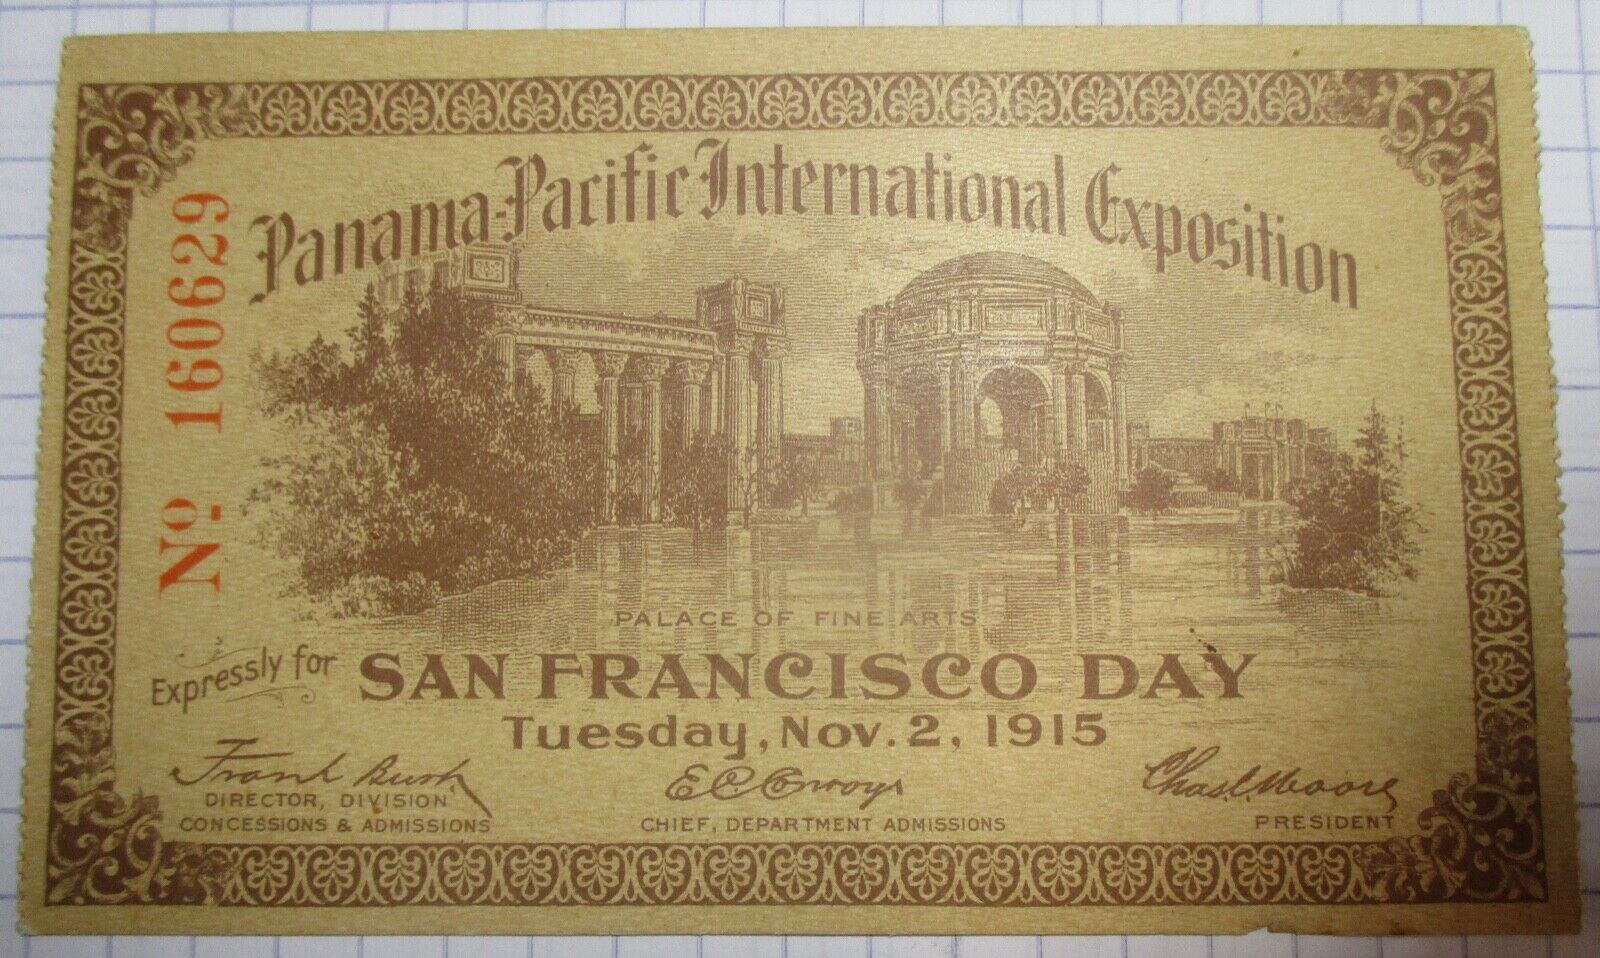 Panama-Pacific International Exposition
No 160629
PALACE OF FINE ARTS
Expressly for SAN FRANCISCO DAY
Tuesday, Nov. 2, 1915
Frank Burt
DIRECTOR, DIVISION
CONCESSIONS & ADMISSIONS
E C Conroy
CHIEF, DEPARTMENT ADMISSIONS
Chas C Moore
PRESIDENT